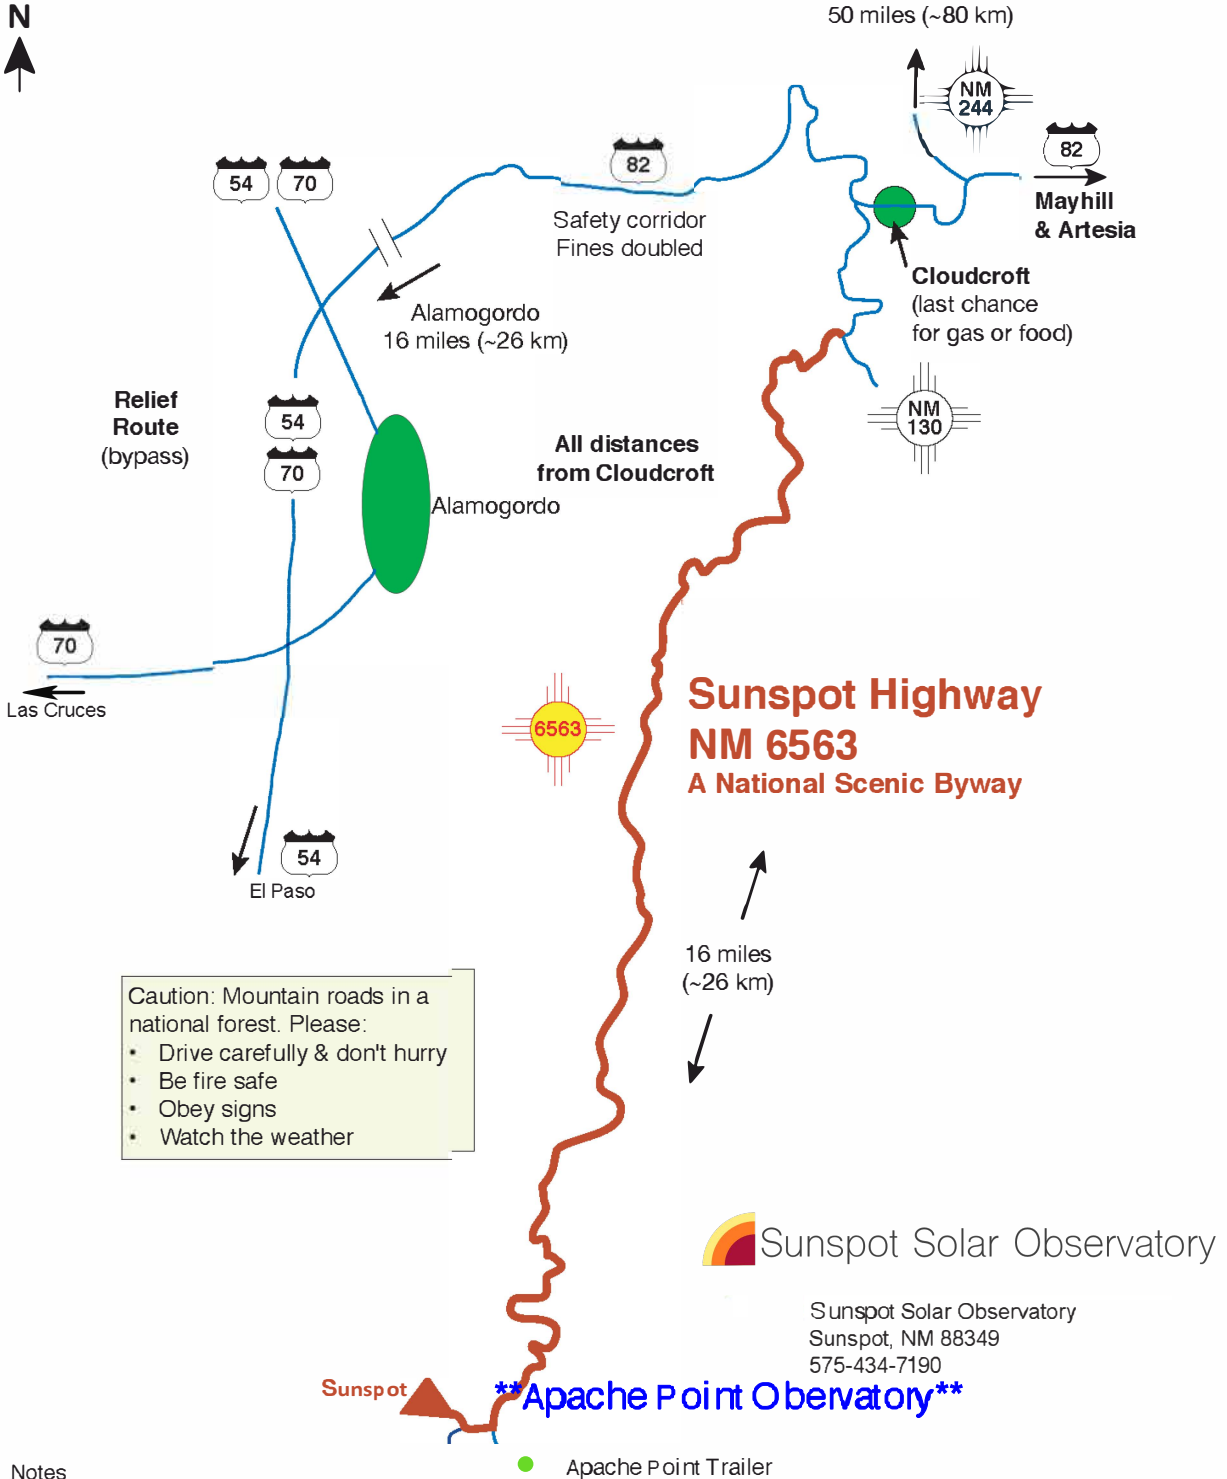 N
50 miles (~80 km)
NM
244
82
Mayhill
& Artesia
54
70
82
Safety corridor
Fines doubled
Cloudcroft
(last chance
for gas or food)
Alamogordo
16 miles (~26 km)
NM
130
Relief
Route
(bypass)
54
70
All distances
from Cloudcroft
Alamogordo
70
Las Cruces
6563
Sunspot Highway
NM 6563
A National Scenic Byway
54
El Paso
16 miles
(~26 km)
Caution: Mountain roads in a
national forest. Please:
• Drive carefully & don't hurry
• Be fire safe
• Obey signs
• Watch the weather
Sunspot Solar Observatory
Sunspot Solar Observatory
Sunspot, NM 88349
575-434-7190
Sunspot
**Apache Point Obervatory**
Apache Point Trailer
Notes